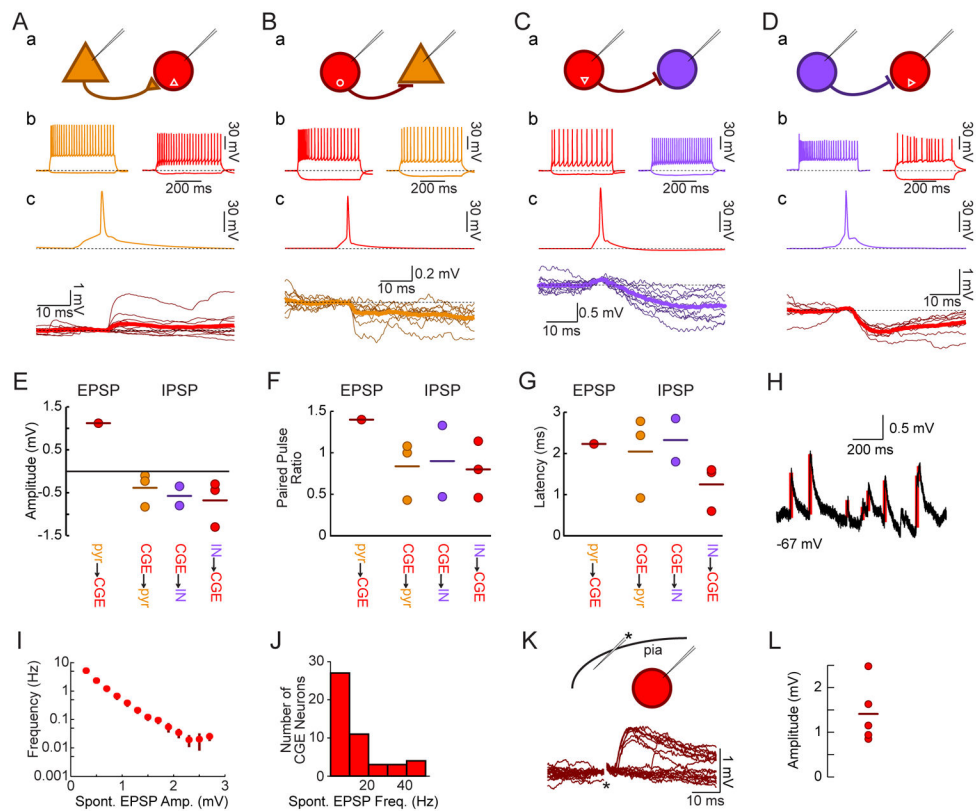 A
a
B
a
C
a
D
a
b
30 mV
200 ms
b
30 mV
200 ms
b
30 mV
200 ms
b
30 mV
200 ms
c
30 mV
c
30 mV
c
30 mV
c
30 mV
10 ms
1 mV
10 ms
0.2 mV
10 ms
0.5 mV
10 ms
1 mV
E
EPSP IPSP
Amplitude (mV)
1.5
0.5
-0.5
-1.5
pyr→CGE
CGE→pyr
CGE→IN
IN→CGE
F
EPSP IPSP
Paired Pulse
Ratio
1.5
1
0.5
0
pyr→CGE
CGE→pyr
CGE→IN
IN→CGE
G
EPSP IPSP
Latency (ms)
3
2
1
0
pyr→CGE
CGE→pyr
CGE→IN
IN→CGE
H
0.5 mV
200 ms
-67 mV
I
Frequency (Hz)
10
1
0.1
0.01
0.001
0 1 2 3
Spont. EPSP Amp. (mV)
J
Number of
CGE Neurons
30
20
10
0
20 40
Spont. EPSP Freq. (Hz)
K
*
pia
*
1 mV
10 ms
L
Amplitude (mV)
2
1
0